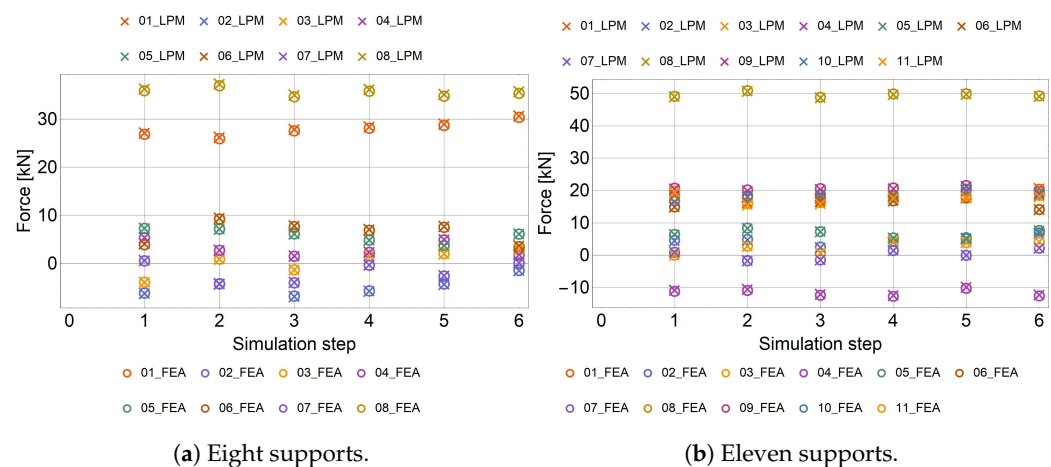 01_LPM 02_LPM 03_LPM 04_LPM
05_LPM 06_LPM 07_LPM 08_LPM
Force [kN]
30
20
10
0
0 1 2 3 4 5 6
Simulation step
01_FEA 02_FEA 03_FEA 04_FEA
05_FEA 06_FEA 07_FEA 08_FEA
(a) Eight supports.
01_LPM 02_LPM 03_LPM 04_LPM 05_LPM 06_LPM
07_LPM 08_LPM 09_LPM 10_LPM 11_LPM
Force [kN]
50
40
30
20
10
0
−10
0 1 2 3 4 5 6
Simulation step
01_FEA 02_FEA 03_FEA 04_FEA 05_FEA 06_FEA
07_FEA 08_FEA 09_FEA 10_FEA 11_FEA
(b) Eleven supports.